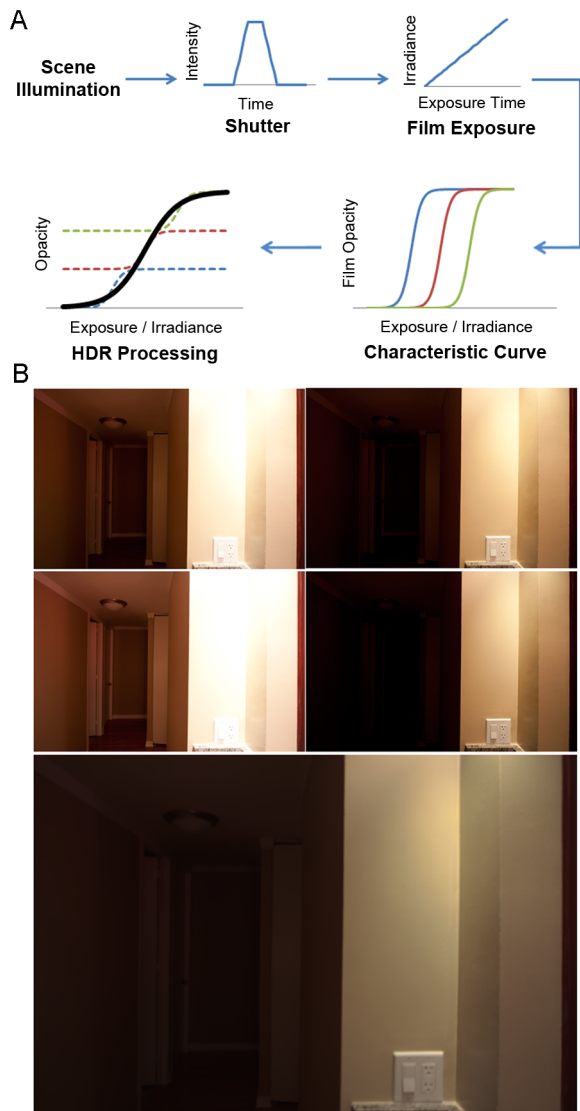 A
Scene
Illumination
Intensity
Time
Shutter
Irradiance
Exposure Time
Film Exposure
Opacity
Exposure / Irradiance
HDR Processing
Film Opacity
Exposure / Irradiance
Characteristic Curve
B